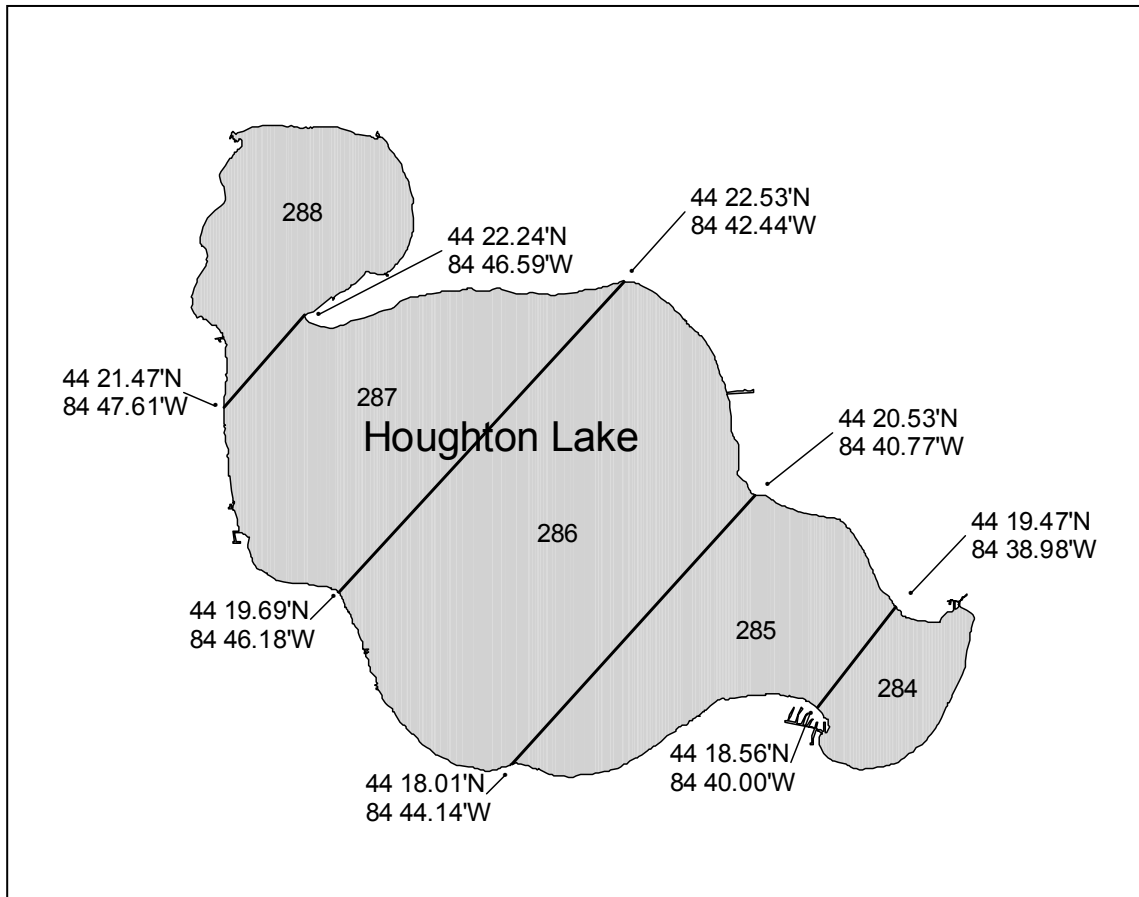 44 22.53'N
84 42.44'W
288
44 22.24'N
84 46.59'W
44 21.47'N
84 47.61'W
287
Houghton Lake
44 20.53'N
84 40.77'W
286
44 19.47'N
84 38.98'W
44 19.69'N
84 46.18'W
285
284
44 18.56'N
84 40.00'W
44 18.01'N
84 44.14'W